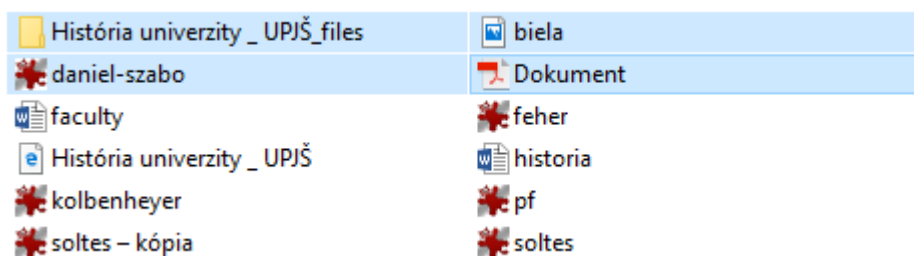 História univerzity _ UPJŠ_files
biela
daniel-szabo
Dokument
faculty
feher
História univerzity _ UPJŠ
historia
kolbenheyer
pf
soltes – kópia
soltes